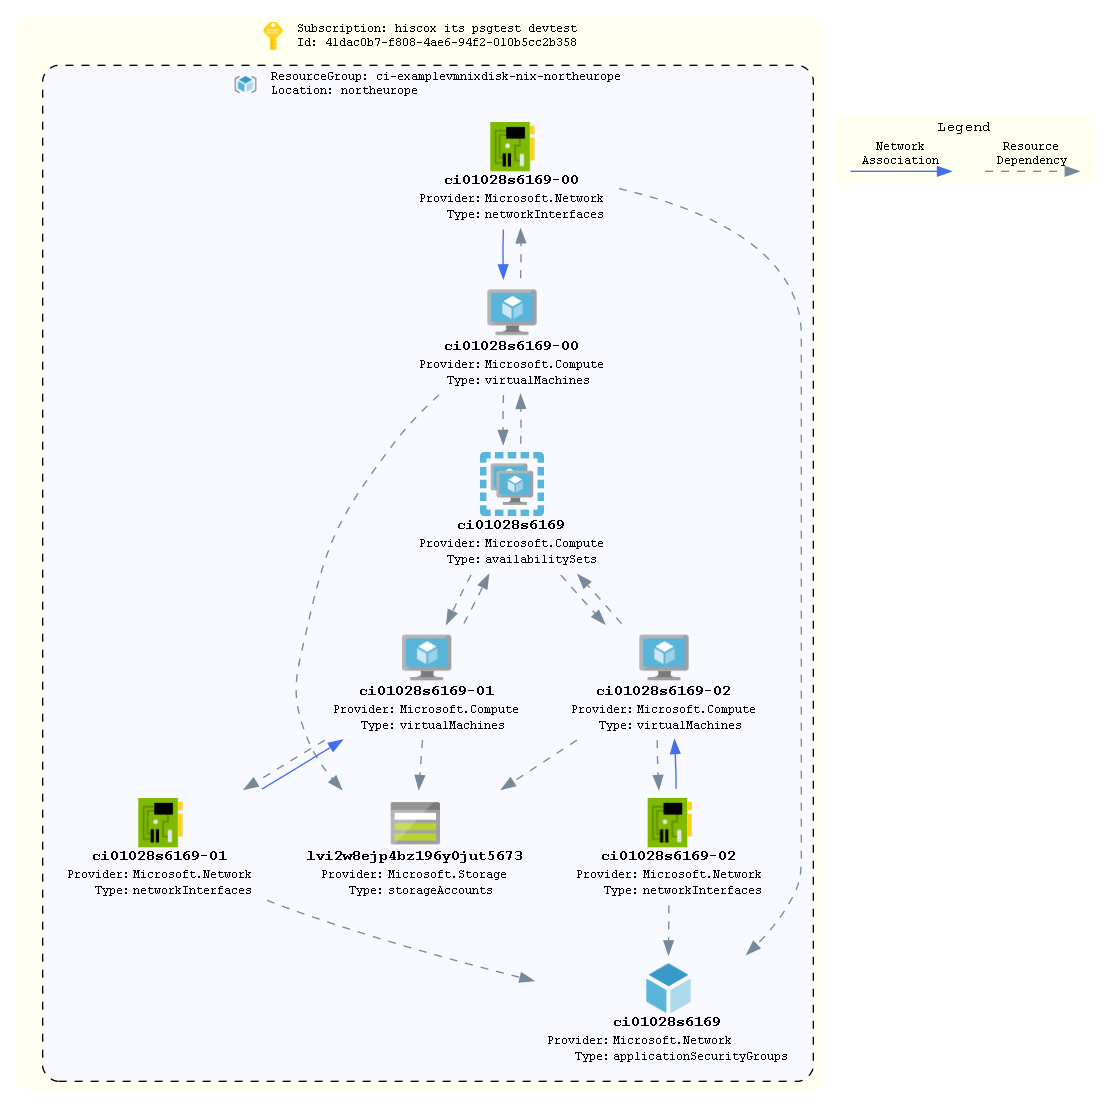 Subscription: hiscox its psgtest devtest
Id: 41dac0b7-f808-4ae6-94f2-010b5cc2b358
ResourceGroup: ci-examplevmnixdisk-nix-northeurope
Location: northeurope
Legend
Network Association
Resource Dependency
ci01028s6169-00
Provider: Microsoft.Network
Type: networkInterfaces
ci01028s6169-00
Provider: Microsoft.Compute
Type: virtualMachines
ci01028s6169
Provider: Microsoft.Compute
Type: availabilitySets
ci01028s6169-01
Provider: Microsoft.Compute
Type: virtualMachines
ci01028s6169-02
Provider: Microsoft.Compute
Type: virtualMachines
ci01028s6169-01
Provider: Microsoft.Network
Type: networkInterfaces
lvi2w8ejp4bz196y0jut5673
Provider: Microsoft.Storage
Type: storageAccounts
ci01028s6169-02
Provider: Microsoft.Network
Type: networkInterfaces
ci01028s6169
Provider: Microsoft.Network
Type: applicationSecurityGroups